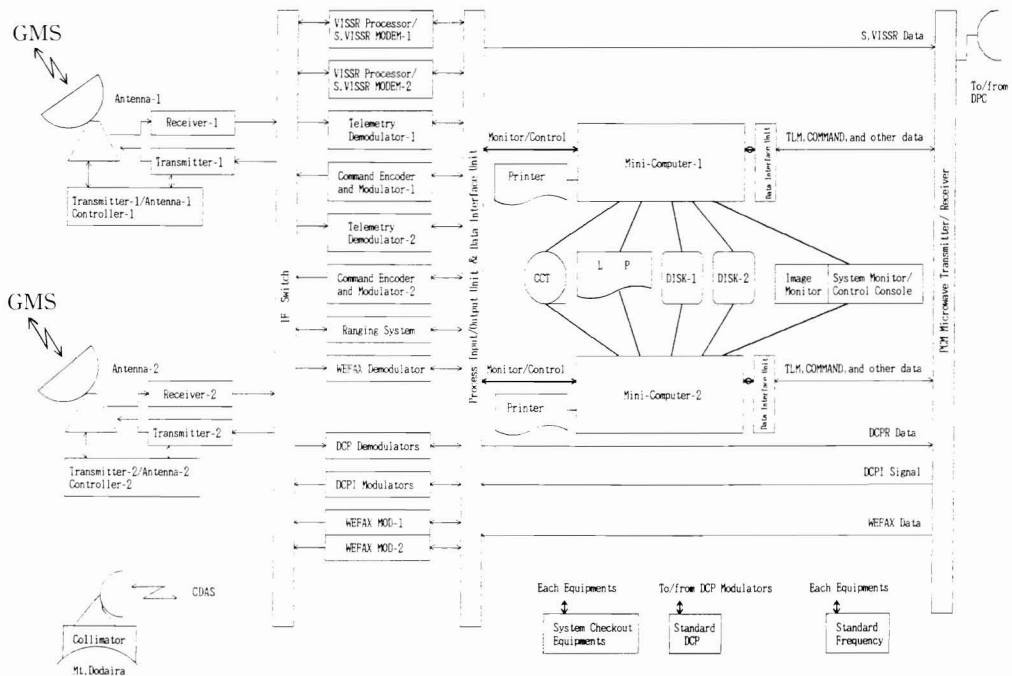 GMS
Antenna-1
Receiver-1
Transmitter-1
Transmitter-1/Antenna-1
Controller-1
GMS
Antenna-2
Receiver-2
Transmitter-2
Transmitter-2/Antenna-2
Controller-2
CDAS
Collimator
Mt.Dodaira
IF Switch
VISSR Processor/
S.VISSR MODEM-1
VISSR Processor/
S.VISSR MODEM-2
Telemetry
Demodulator-1
Command Encoder
and Modulator-1
Telemetry
Demodulator-2
Command Encoder
and Modulator-2
Ranging System
WEFAX Demodulator
DCP Demodulators
DCPI Modulators
WEFAX MOD-1
WEFAX MOD-2
Process Input/Output Unit & Data Interface Unit
S.VISSR Data
Monitor/Control
Printer
Mini-Computer-1
Data Interface Unit
TLM.COMMAND.and other data
CCT
L P
DISK-1
DISK-2
Image
Monitor
System Monitor/
Control Console
Monitor/Control
Printer
Mini-Computer-2
Data Interface Unit
TLM.COMMAND.and other data
DCPR Data
DCPI Signal
WEFAX Data
PCM Microwave Transmitter/ Receiver
To/from
DPC
Each Equipments
System Checkout
Equipments
To/from DCP Modulators
Standard
DCP
Each Equipments
Standard
Frequency